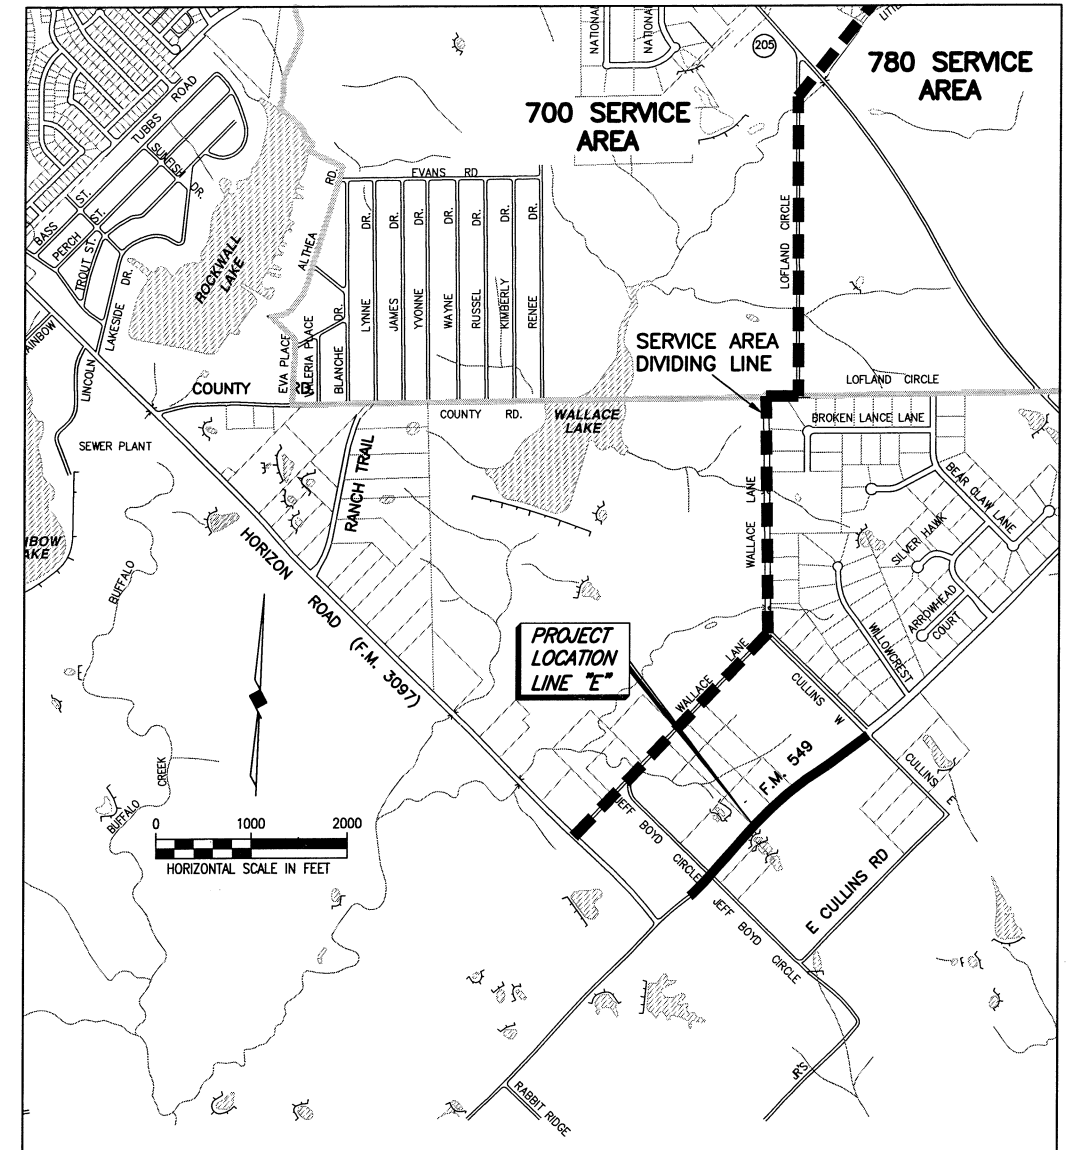 NATIONAL
NATIONAL
205
780 SERVICE
AREA
700 SERVICE
AREA
TUBBS ROAD
SUNFISH DR.
BASS ST.
PERCH ST.
TROUT ST.
LAKESIDE DR.
ROCKWALL
LAKE
ALTHEA RD.
EVANS RD
LYNNE DR.
JAMES DR.
YVONNE DR.
WAYNE DR.
RUSSEL DR.
KIMBERLY DR.
RENEE DR.
LOFLAND CIRCLE
EVA PLACE
BLANCHE DR.
LINCOLN
COUNTY RD.
SERVICE AREA
DIVIDING LINE
LOFLAND CIRCLE
COUNTY RD.
WALLACE
LAKE
BROKEN LANCE LANE
SEWER PLANT
RANCH TRAIL
WALLACE LANE
BEAR CLAW LANE
SILVER HAWK
ARROWHEAD
COURT
WILLOWCREST
HORIZON ROAD (F.M. 3097)
BUFFALO
PROJECT
LOCATION
LINE "E"
WALLACE LANE
CULLINS W
CULLINS E
F.M. 549
BUFFALO CREEK
0 1000 2000
HORIZONTAL SCALE IN FEET
JEFF BOYD CIRCLE
JEFF BOYD CIRCLE
E CULLINS RD
E
F
JR'S
RABBIT RIDGE